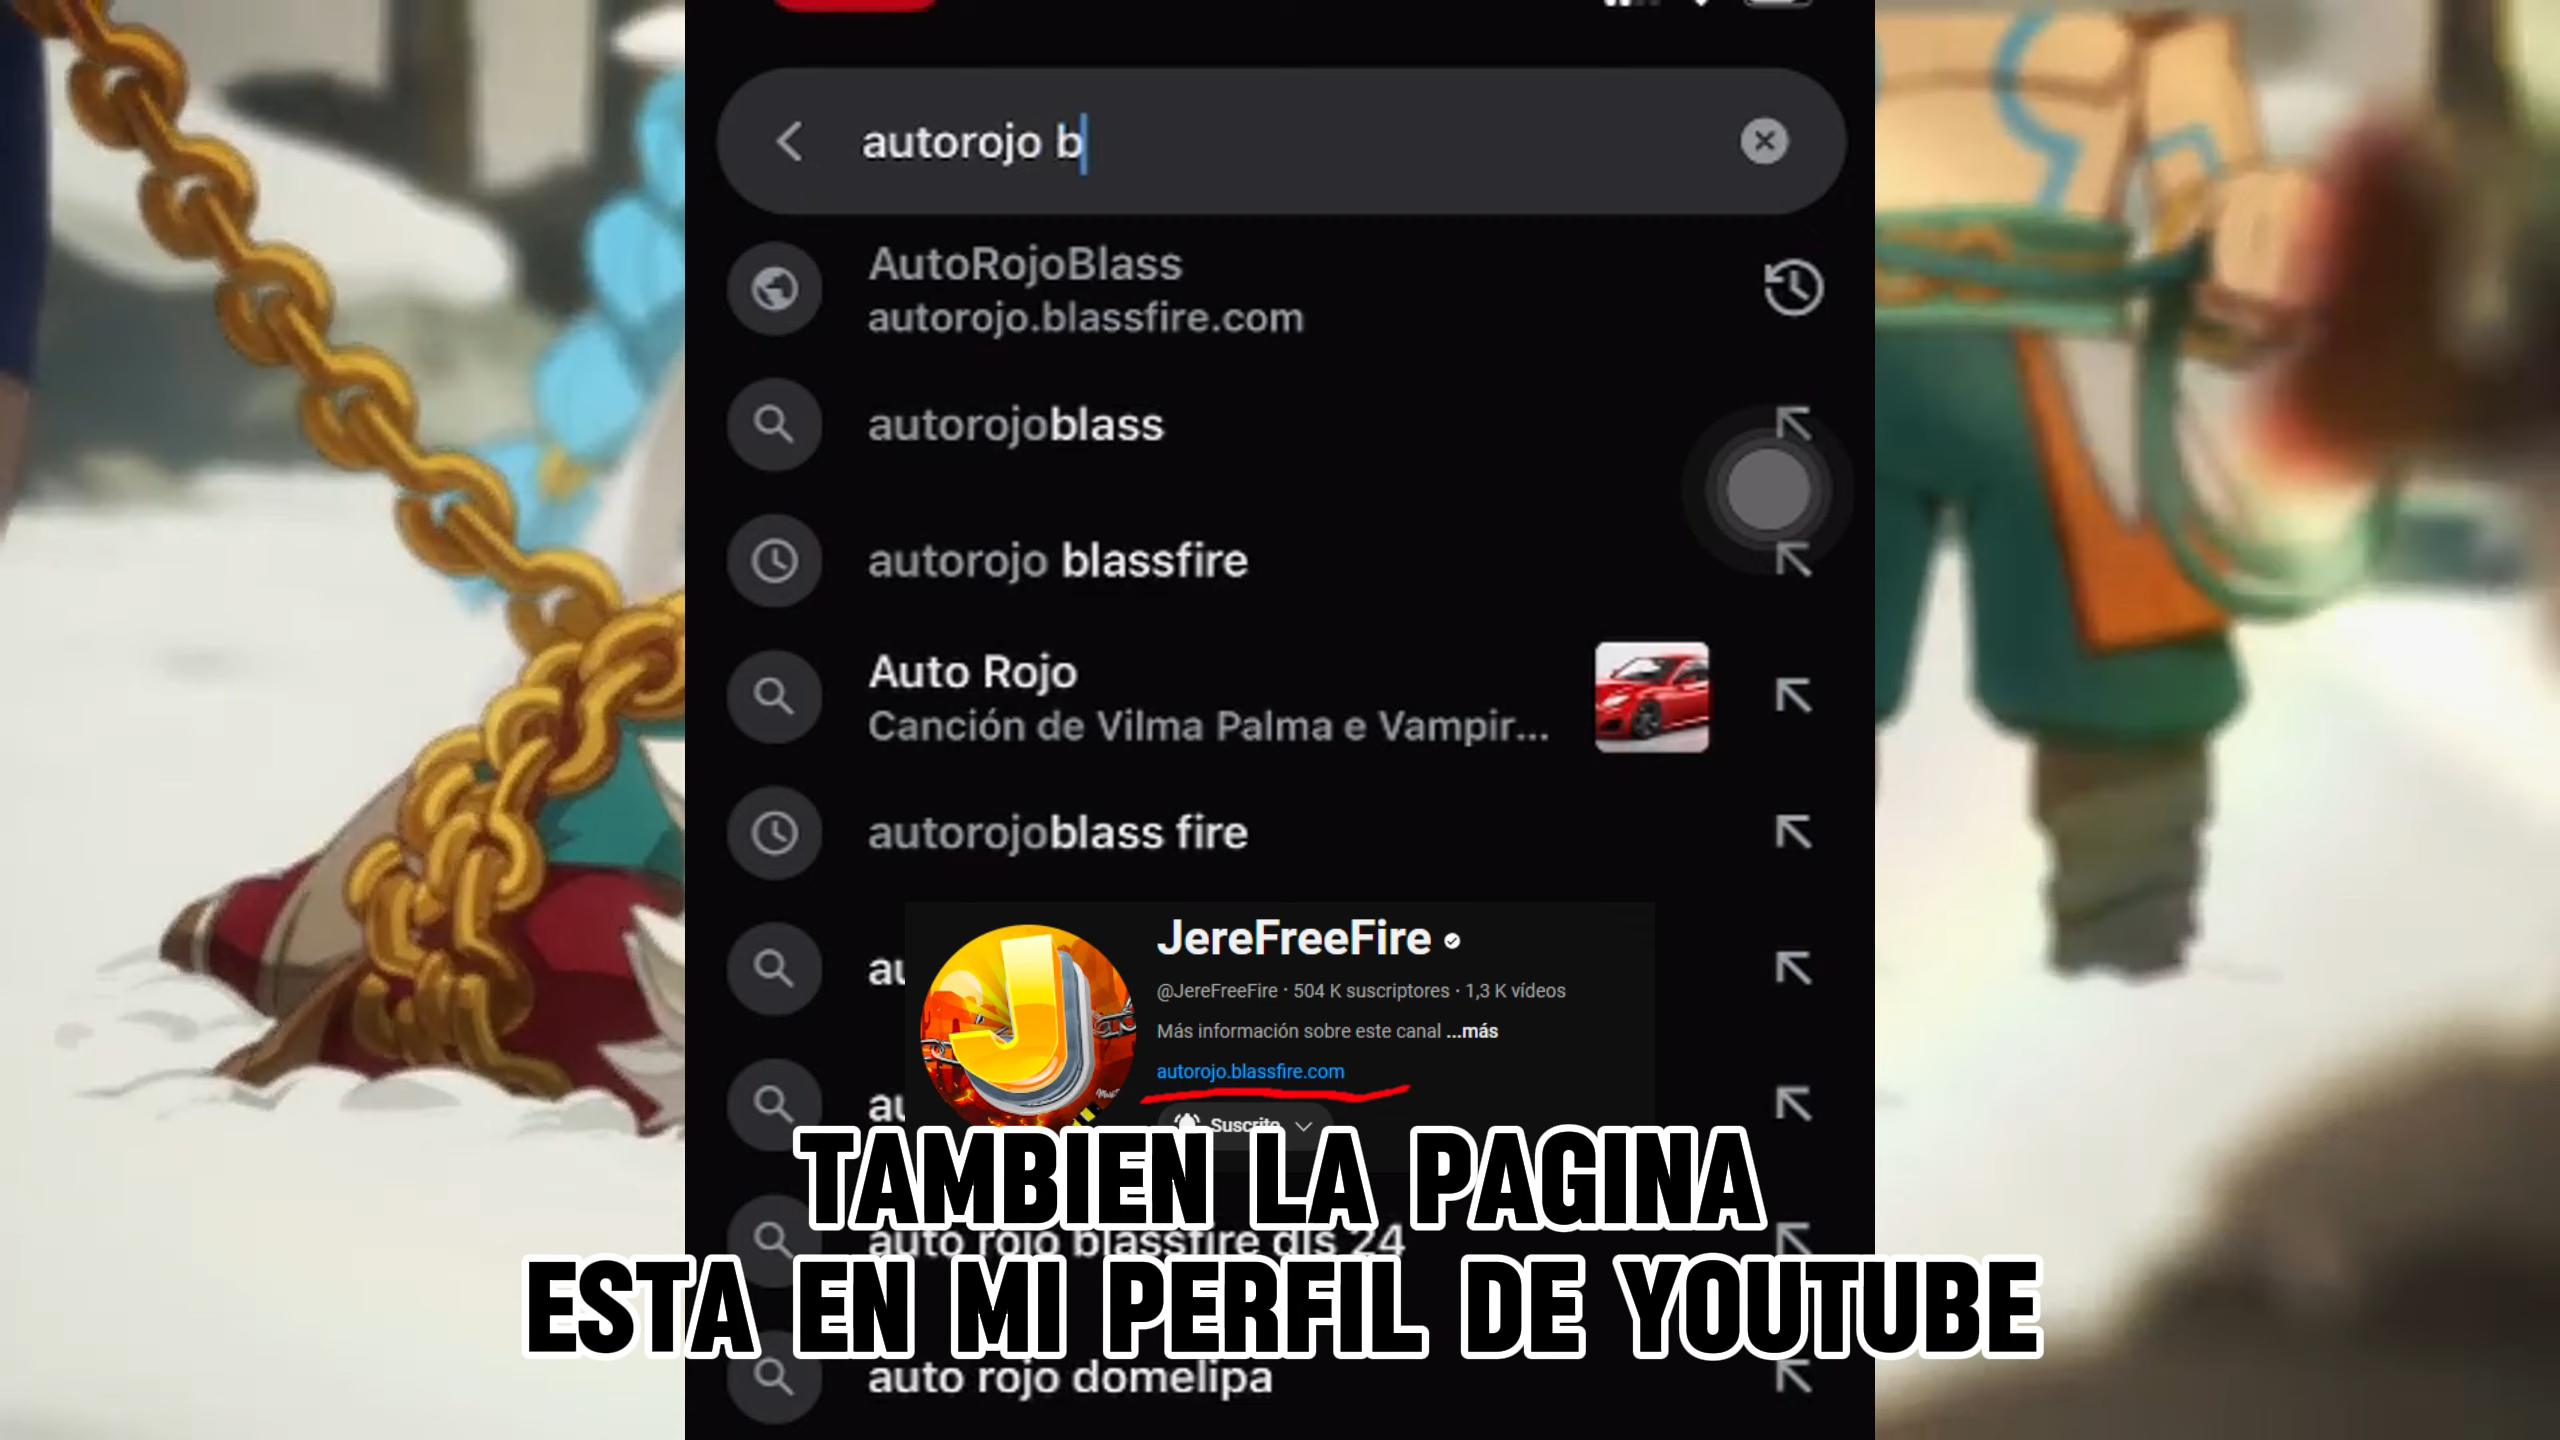 autorojo b
AutoRojoBlass
autorojo.blassfire.com
autorojoblass
autorojo blassfire
Auto Rojo
Canción de Vilma Palma e Vampir...
autorojoblass fire
au
JereFreeFire
@JereFreeFire · 504 K suscriptores · 1,3 K vídeos
Más información sobre este canal ...más
autorojo.blassfire.com
au
Suscrito
TAMBIEN LA PAGINA
auto rojo blassfire dls 24
ESTA EN MI PERFIL DE YOUTUBE
auto rojo domelipa